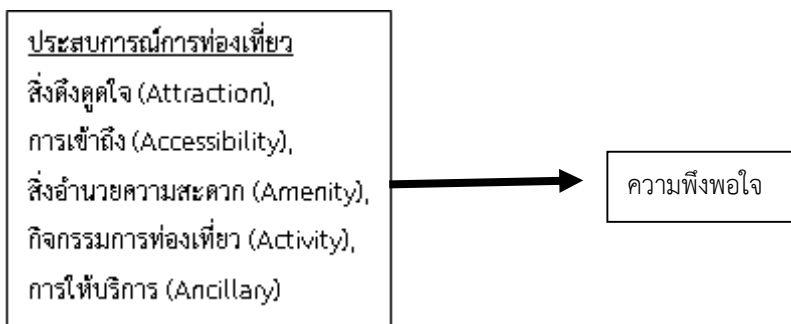 ประสบการณ์การท่องเที่ยว
สิ่งดึงดูดใจ (Attraction),
การเข้าถึง (Accessibility),
สิ่งอำนวยความสะดวก (Amenity),
กิจกรรมการท่องเที่ยว (Activity),
การให้บริการ (Ancillary)
ความพึงพอใจ